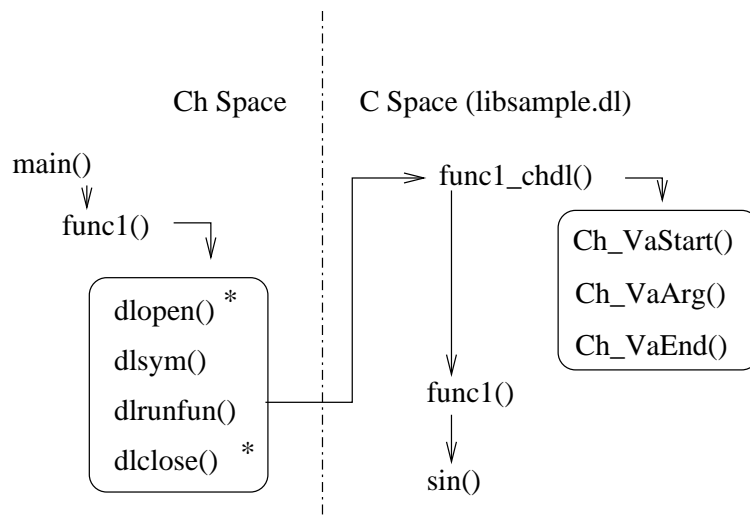 Ch Space
C Space (libsample.dl)
main()
func1()
dlopen() *
dlsym()
dlrunfun()
dlclose() *
func1_chdl()
Ch_VaStart()
Ch_VaArg()
Ch_VaEnd()
func1()
sin()